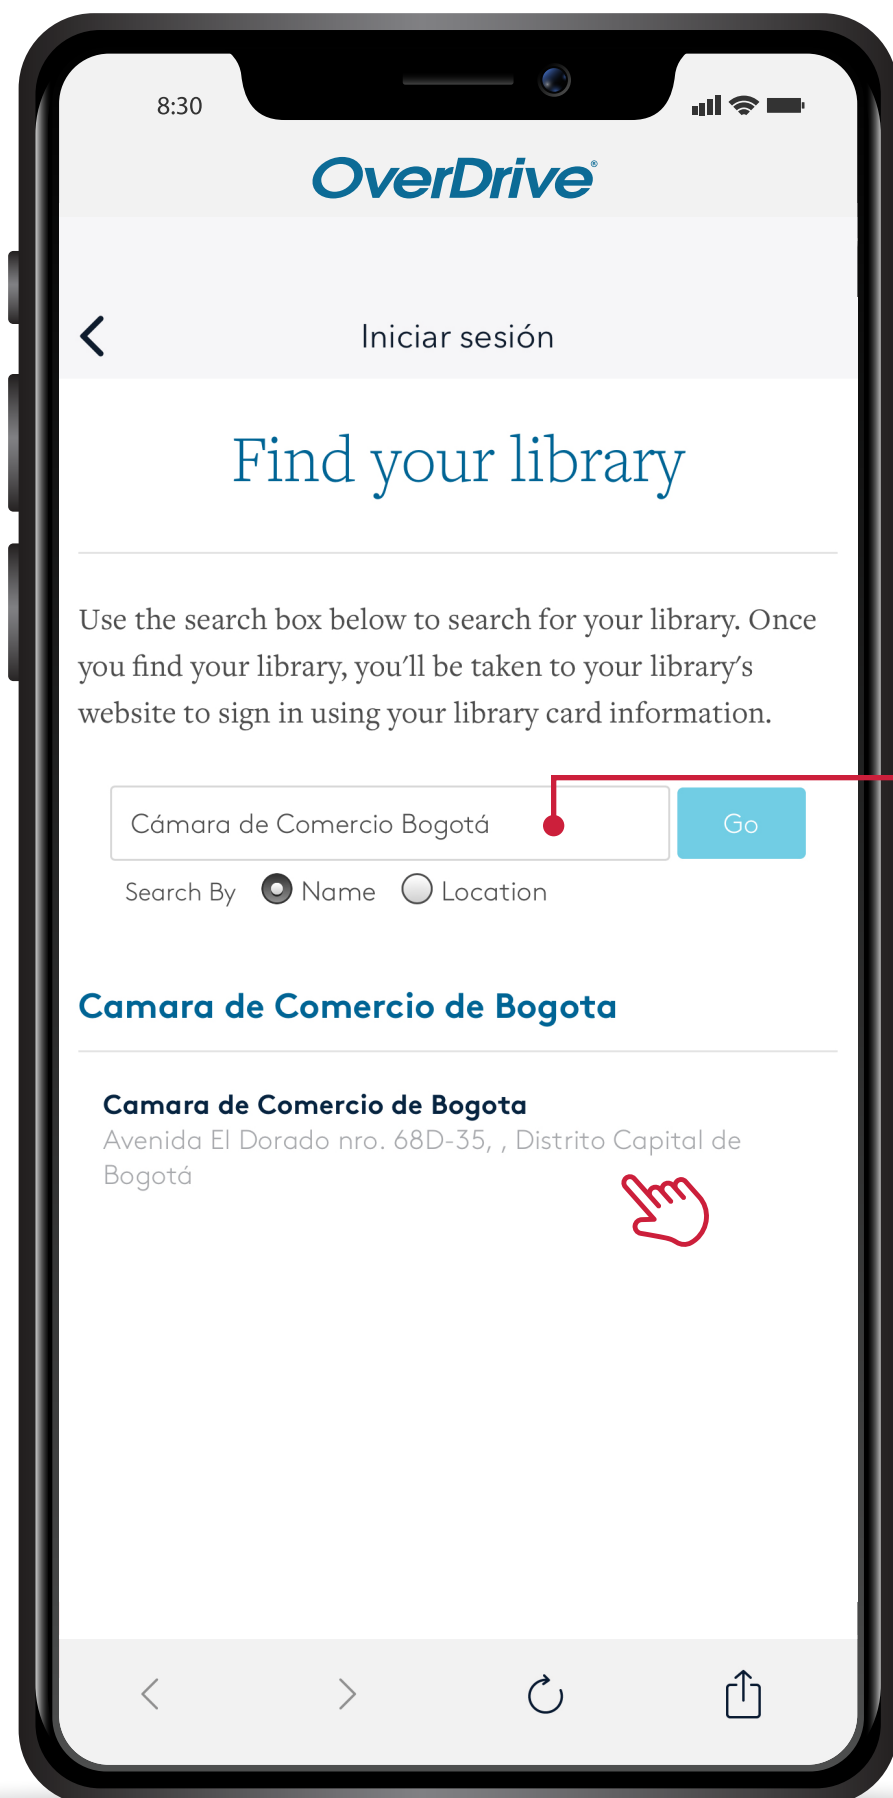 8:30
OverDrive®
Iniciar sesión
Find your library
Use the search box below to search for your library. Once
you find your library, you'll be taken to your library's
website to sign in using your library card information.
Cámara de Comercio Bogotá
Go
Search By Name Location
Camara de Comercio de Bogota
Camara de Comercio de Bogota
Avenida El Dorado nro. 68D-35, , Distrito Capital de
Bogotá